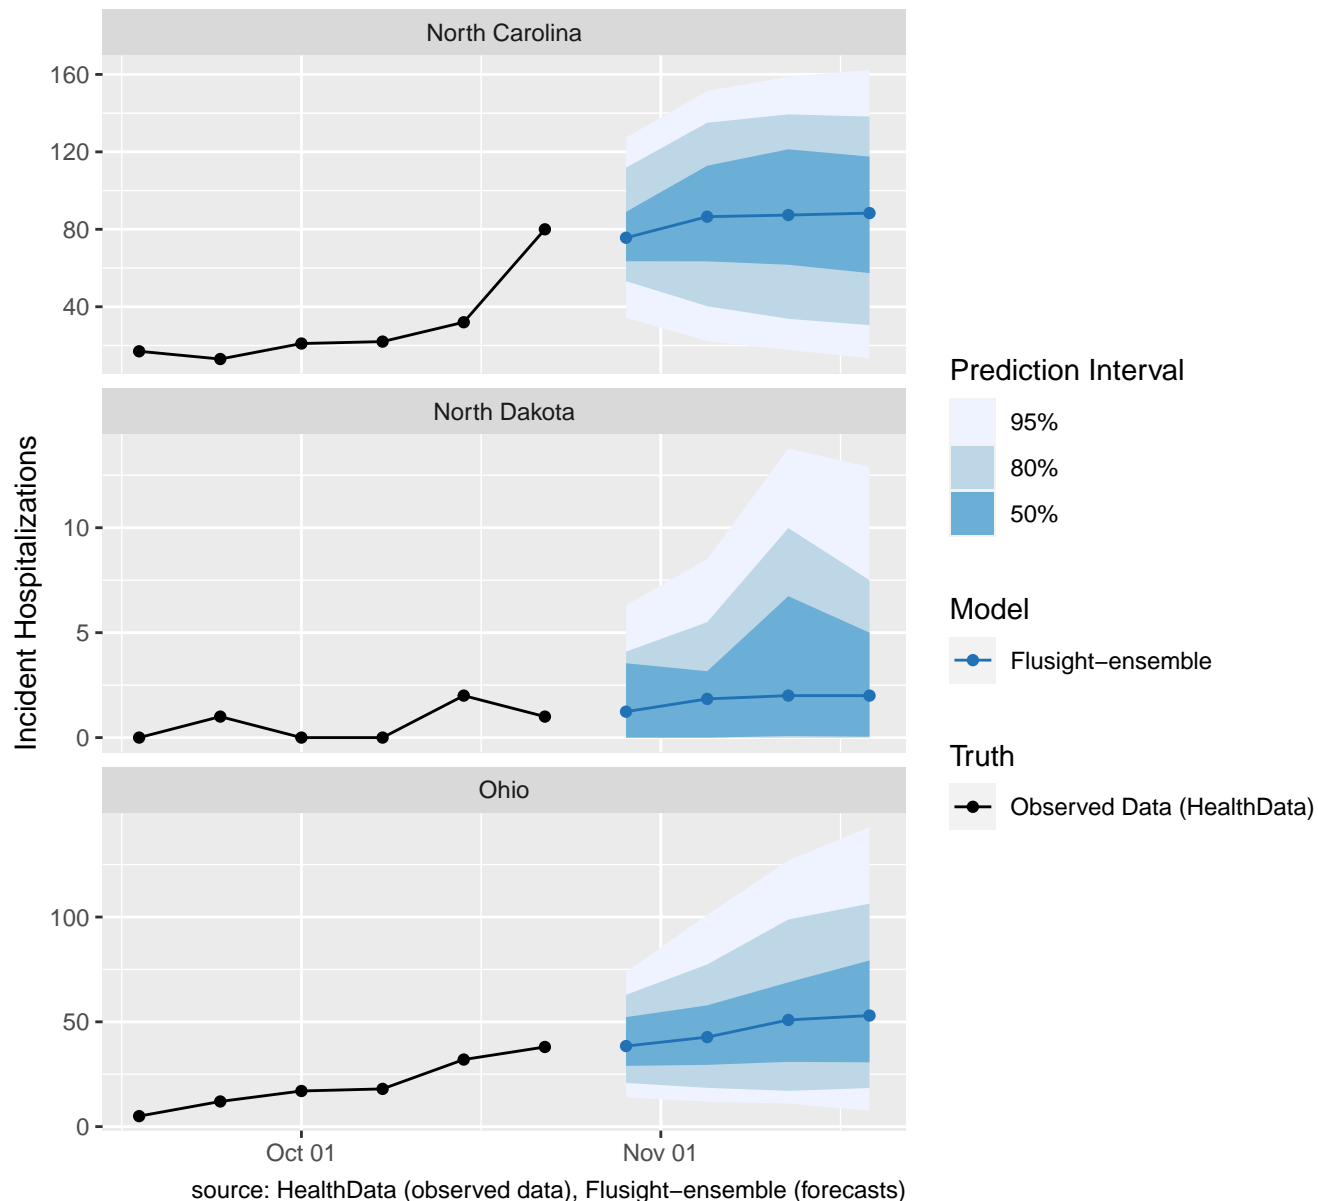 North Carolina
160
120
80
40
North Dakota
10
5
0
Ohio
100
50
0
Incident Hospitalizations
Oct 01
Nov 01
source: HealthData (observed data), Flusight−ensemble (forecasts)
Prediction Interval
95%
80%
50%
Model
Flusight−ensemble
Truth
Observed Data (HealthData)